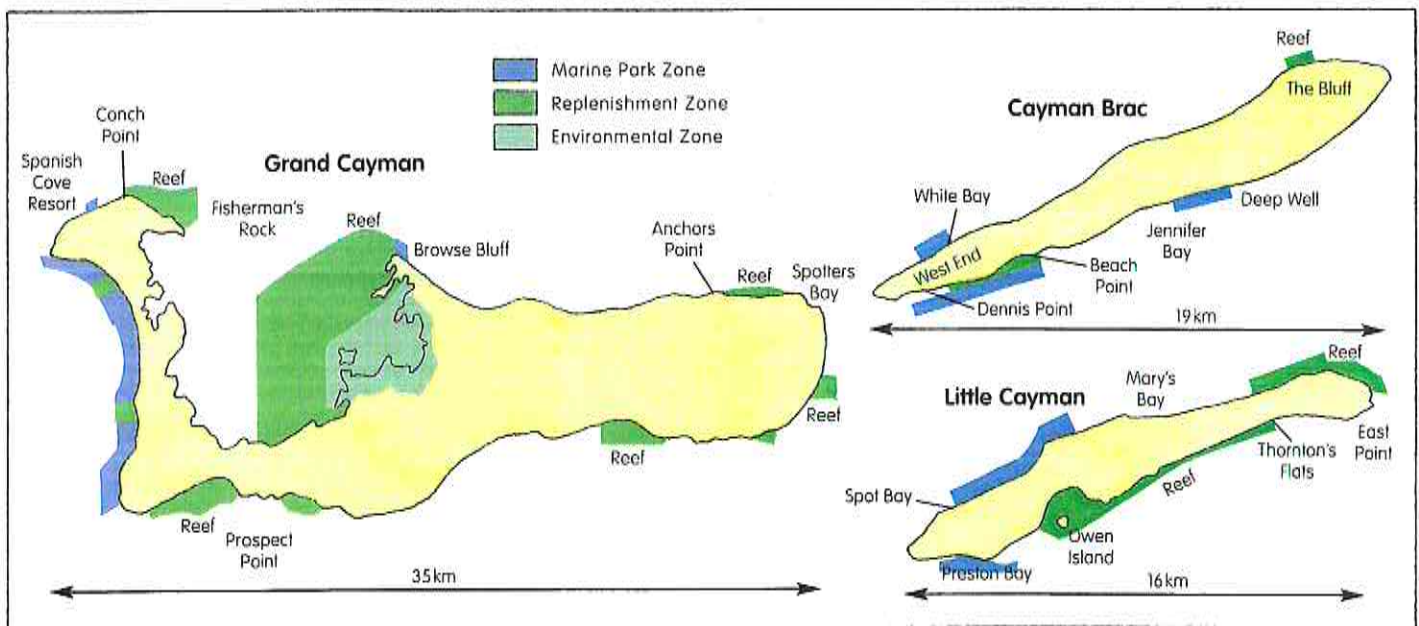 Marine Park Zone
Replenishment Zone
Environmental Zone
Grand Cayman
Conch
Point
Spanish
Cove
Resort
Reef
Fisherman's
Rock
Reef
Browse Bluff
Anchors
Point
Reef
Spotters
Bay
Reef
Reef
Reef
Prospect
Point
35km
Cayman Brac
Reef
The Bluff
White Bay
West End
Dennis Point
Beach
Point
Jennifer
Bay
Deep Well
19km
Little Cayman
Mary's
Bay
Reef
East
Point
Thornton's
Flats
Reef
Spot Bay
Owen
Island
Preston Bay
16km